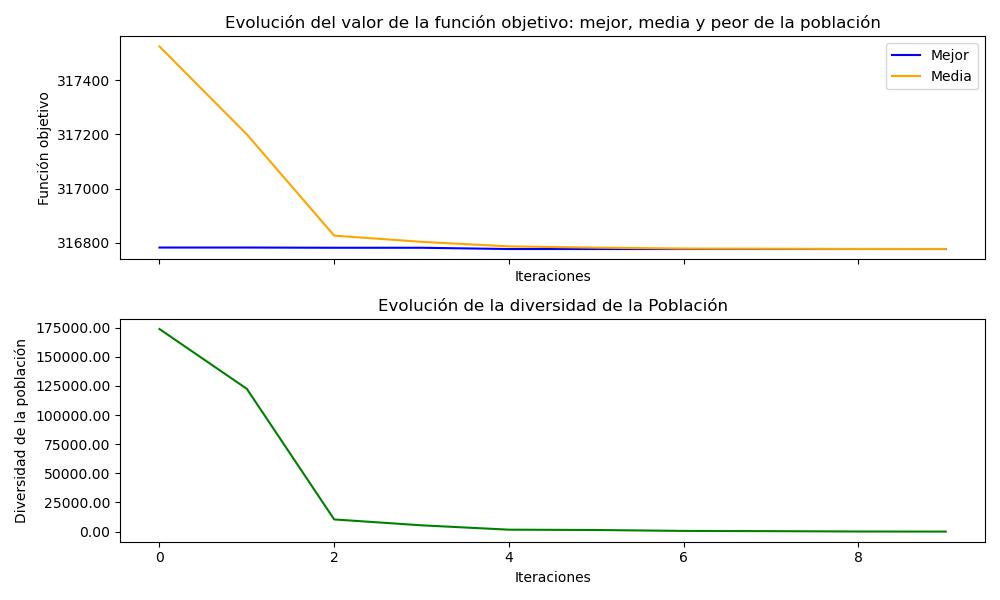 Evolución del valor de la función objetivo: mejor, media y peor de la población
Función objetivo
317400
317200
317000
316800
Mejor
Media
Iteraciones
Evolución de la diversidad de la Población
Diversidad de la población
175000.00
150000.00
125000.00
100000.00
75000.00
50000.00
25000.00
0.00
0 2 4 6 8
Iteraciones